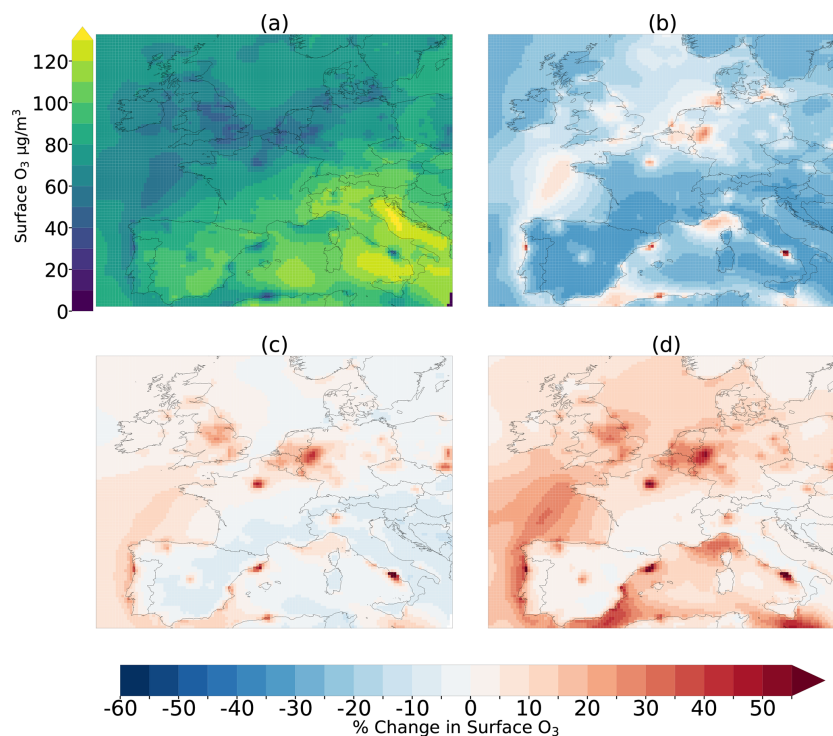 (a)
(b)
120
100
80
60
40
20
0
Surface O₃ μg/m³
(c)
(d)
-60 -50 -40 -30 -20 -10 0 10 20 30 40 50
% Change in Surface O₃